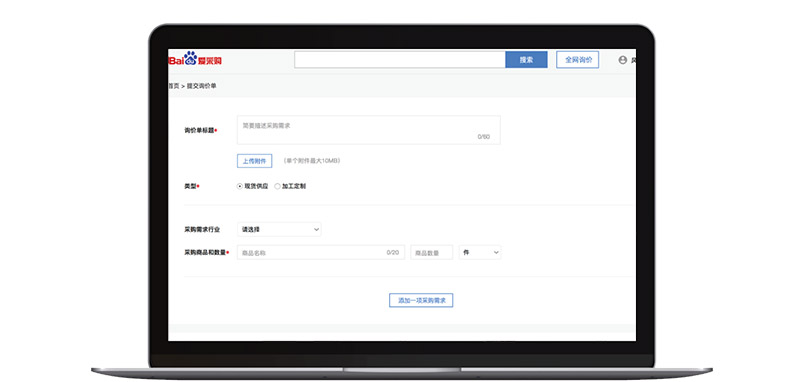 Bai du 爱采购
搜索
全网询价
首页 > 提交询价单
询价单标题*
简要描述采购需求
0/60
上传附件
(单个附件最大10MB)
类型*
现货供应
加工定制
采购需求行业
请选择
采购商品和数量*
商品名称
0/20
商品数量
件
添加一项采购需求